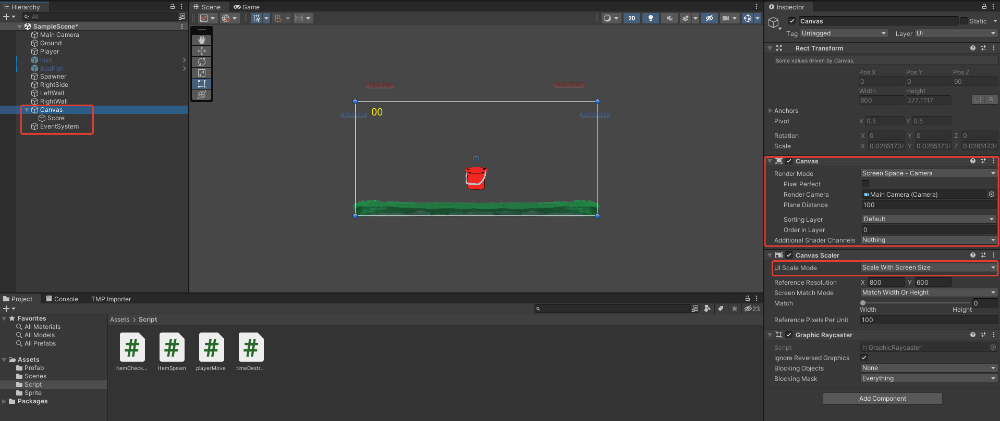 Hierarchy
All
SampleScene*
Main Camera
Ground
Player
Fish
BadFish
Spawner
RightSide
LeftWall
RightWall
Canvas
Score
EventSystem
Scene
Game
2D
Spawner
RightSide
LeftWall
RightWall
00
Project
Console
TMP Importer
23
Favorites
All Materials
All Models
All Prefabs
Assets
Prefab
Scenes
Script
Sprite
Packages
Assets > Script
itemCheck...
ItemSpawn
playerMove
timeDestr...
Inspector
Canvas
Static
Tag Untagged
Layer UI
Rect Transform
Some values driven by Canvas.
Pos X Pos Y Pos Z
0 0 90
Width Height
800 377.1117
R
Anchors
Pivot X 0.5 Y 0.5
Rotation X 0 Y 0 Z 0
Scale X 0.02651734 Y 0.02651734 Z 0.02651734
Canvas
Render Mode Screen Space - Camera
Pixel Perfect
Render Camera Main Camera (Camera)
Plane Distance 100
Sorting Layer Default
Order in Layer 0
Additional Shader Channels Nothing
Canvas Scaler
UI Scale Mode Scale With Screen Size
Reference Resolution X 800 Y 600
Screen Match Mode Match Width Or Height
Match 0
Width Height
Reference Pixels Per Unit 100
Graphic Raycaster
Script GraphicRaycaster
Ignore Reversed Graphics
Blocking Objects None
Blocking Mask Everything
Add Component